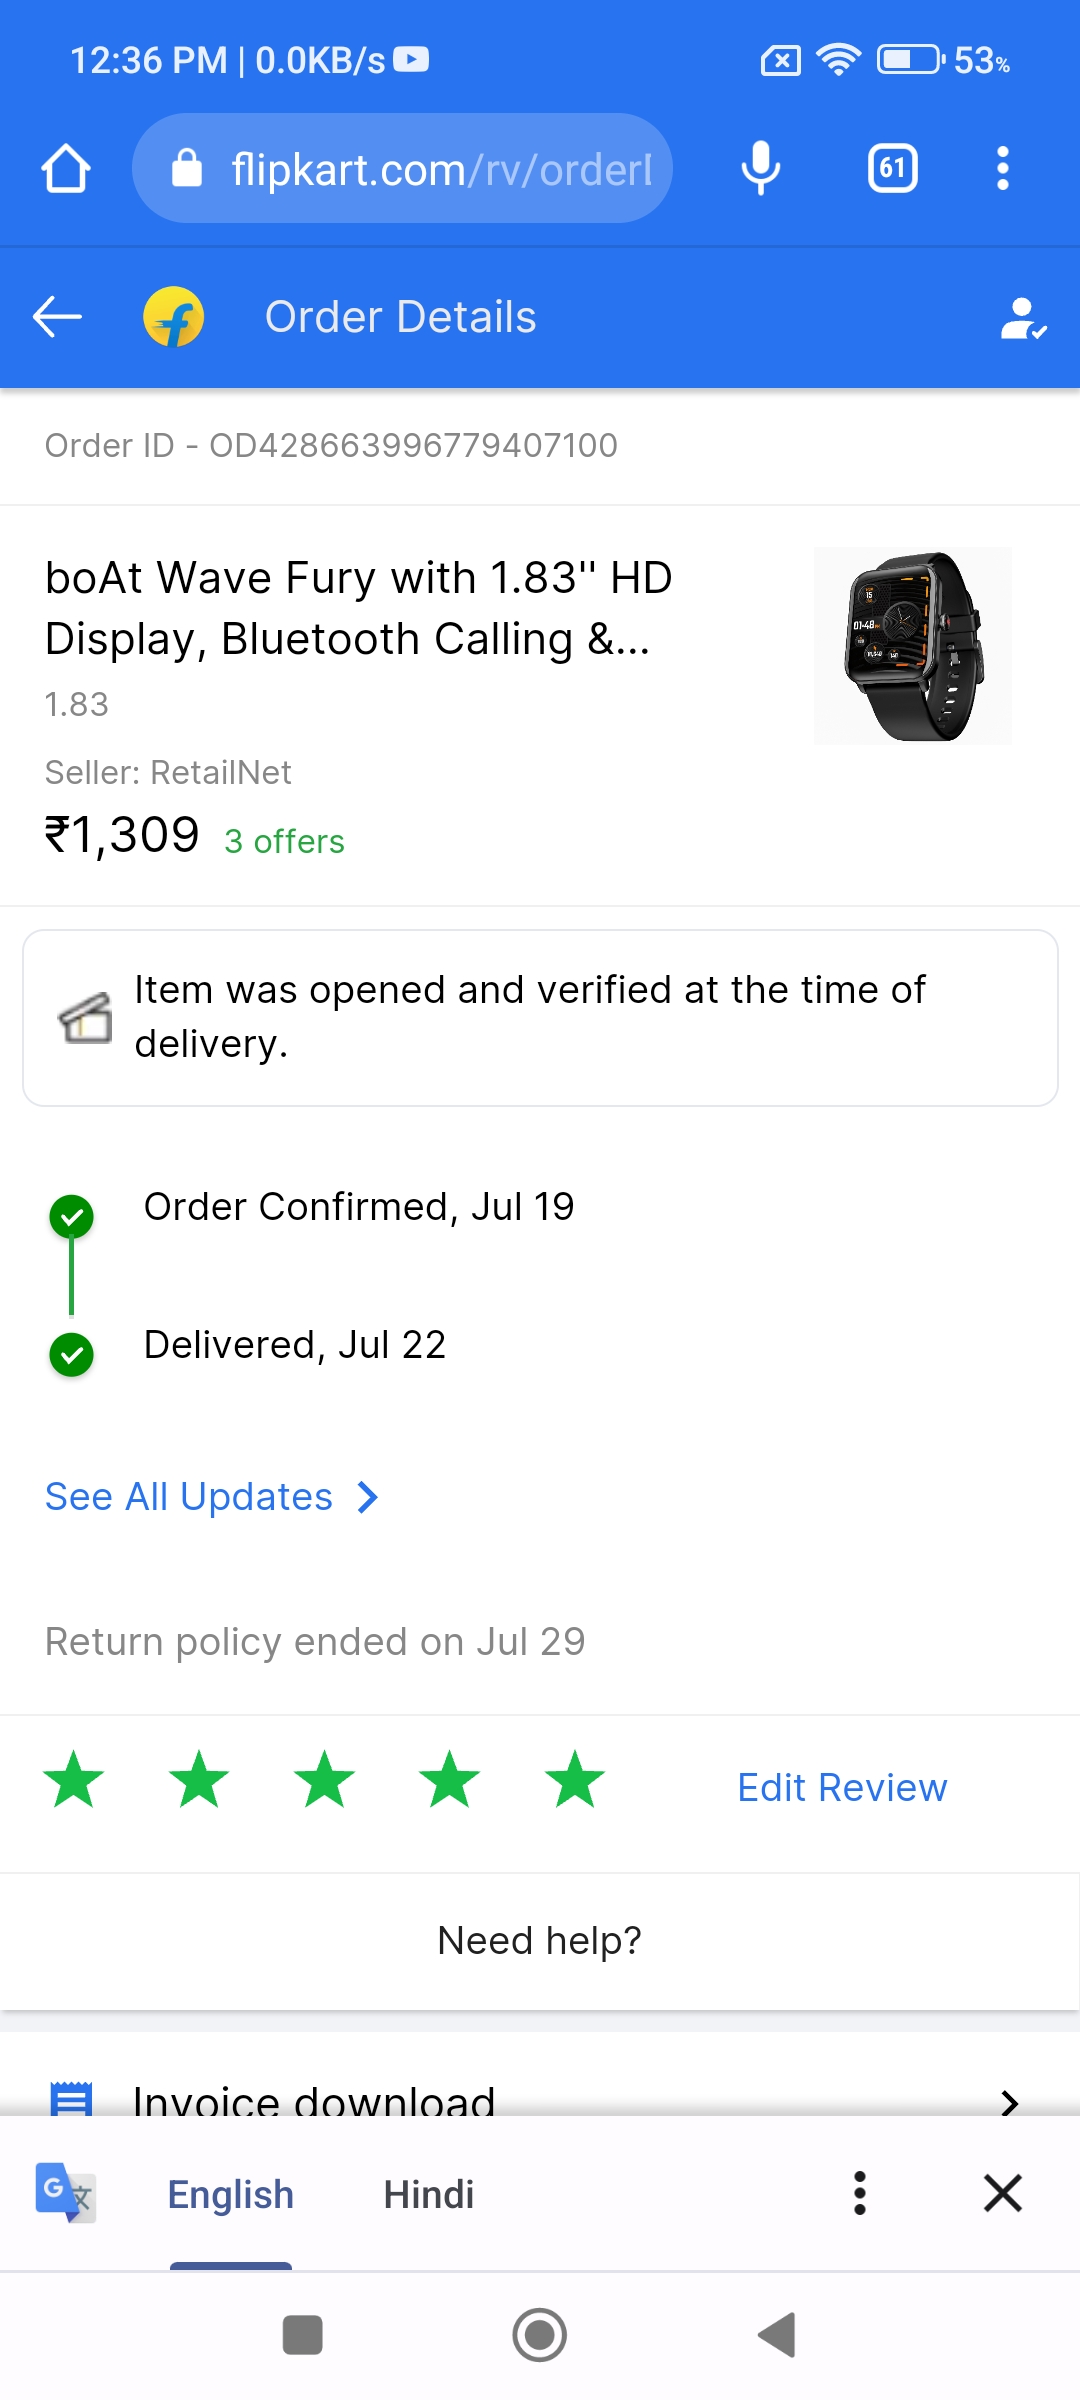 12:36 PM | 0.0KB/s 53%
flipkart.com/rv/order 61
Order Details
Order ID - OD428663996779407100
boAt Wave Fury with 1.83" HD
Display, Bluetooth Calling &...
1.83
Seller: RetailNet
₹1,309 3 offers
Item was opened and verified at the time of
delivery.
Order Confirmed, Jul 19
Delivered, Jul 22
See All Updates
Return policy ended on Jul 29
Edit Review
Need help?
Invoice download
English Hindi